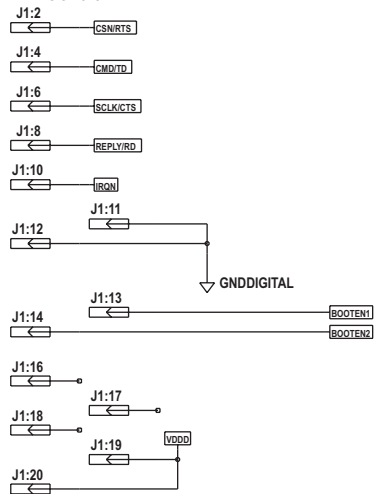 J1:2
CSN/RTS
J1:4
CMD/TD
J1:6
SCLK/CTS
J1:8
REPLY/RD
J1:10
IRQN
J1:11
J1:12
GNDDIGITAL
J1:13
BOOTEN1
J1:14
BOOTEN2
J1:16
J1:17
J1:18
VDDD
J1:19
J1:20